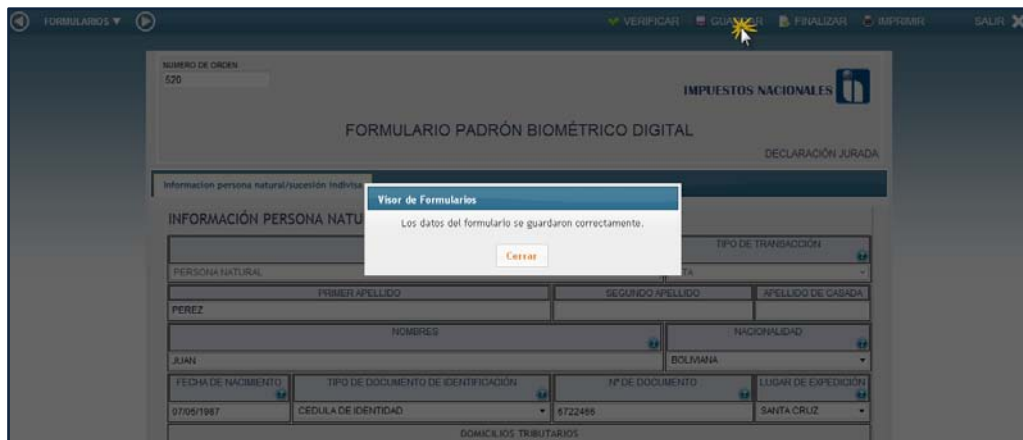 FORMULARIOS
VERIFICAR GUARDAR FINALIZAR IMPRIMIR SALIR
NUMERO DE ORDEN
520
IMPUESTOS NACIONALES
FORMULARIO PADRÓN BIOMÉTRICO DIGITAL
DECLARACIÓN JURADA
Informacion persona natural/sucesión indivisa
Visor de Formularios
Los datos del formulario se guardaron correctamente.
Cerrar
INFORMACIÓN PERSONA NATU
TIPO DE TRANSACCIÓN
PERSONA NATURAL
TA
PRIMER APELLIDO SEGUNDO APELLIDO APELLIDO DE CASADA
PEREZ
NOMBRES NACIONALIDAD
JUAN BOLIVIANA
FECHA DE NACIMIENTO TIPO DE DOCUMENTO DE IDENTIFICACIÓN Nº DE DOCUMENTO LUGAR DE EXPEDICIÓN
07/05/1987 CEDULA DE IDENTIDAD 6722466 SANTA CRUZ
DOMICILIOS TRIBUTARIOS